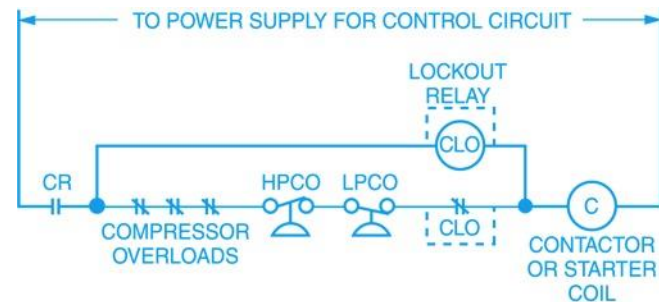 TO POWER SUPPLY FOR CONTROL CIRCUIT
LOCKOUT
RELAY
CLO
CR
HPCO
LPCO
COMPRESSOR
OVERLOADS
CLO
C
CONTACTOR
OR STARTER
COIL